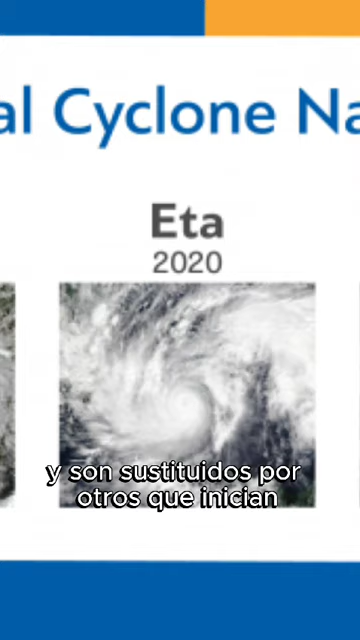 al Cyclone Na
Eta
2020
y son sustituidos por
otros que inician